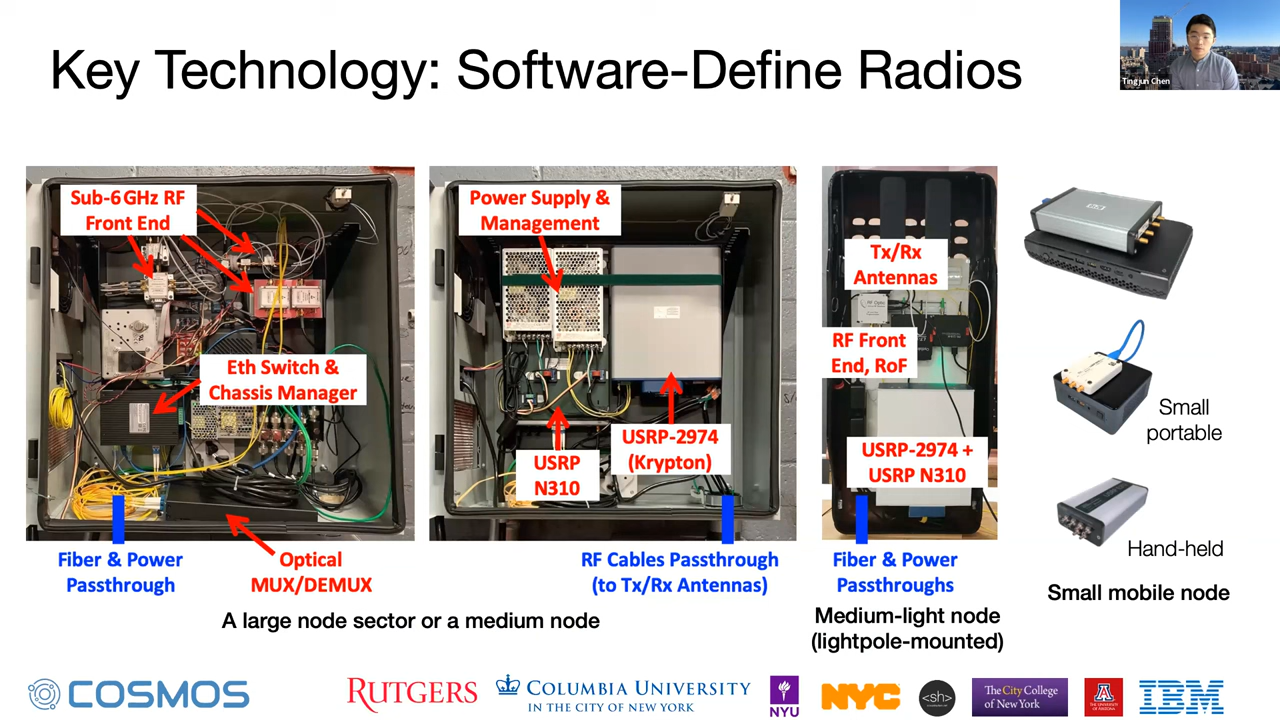 Key Technology: Software-Define Radios
Tingjun Chen
Sub-6 GHz RF
Front End
Eth Switch &
Chassis Manager
Fiber & Power
Passthrough
Optical
MUX/DEMUX
Power Supply &
Management
USRP
N310
USRP-2974
(Krypton)
RF Cables Passthrough
(to Tx/Rx Antennas)
A large node sector or a medium node
Tx/Rx
Antennas
RF Front
End, RoF
USRP-2974 +
USRP N310
Fiber & Power
Passthroughs
Medium-light node
(lightpole-mounted)
Small
portable
Hand-held
Small mobile node
COSMOS
RUTGERS
COLUMBIA UNIVERSITY
IN THE CITY OF NEW YORK
NYU
NYC
<sh>
The City College
of New York
A
IBM